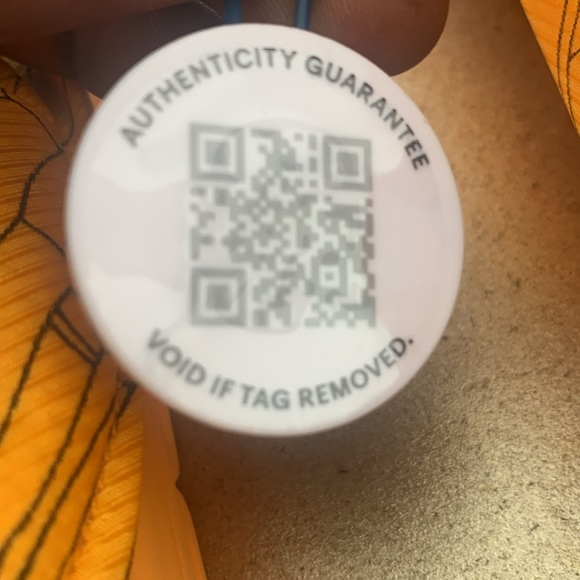 AUTHENTICITY GUARANTEE
VOID IF TAG REMOVED.